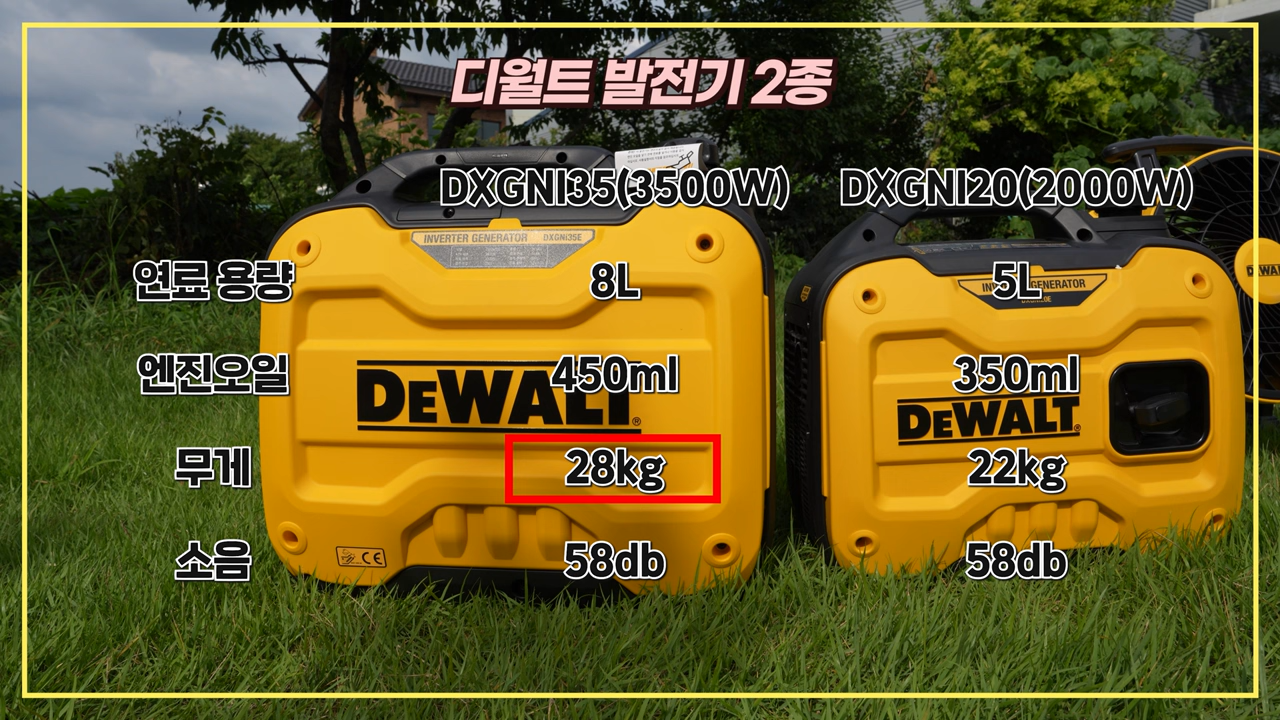 디월트 발전기 2종
DXGNI35(3500W) DXGNI20(2000W)
INVERTER GENERATOR DXGNI35E
연료 용량 8L 5L
GENERATOR
엔진오일 450ml 350ml
DEWALT
DEWALT
무게 28kg 22kg
CE
소음 58db 58db